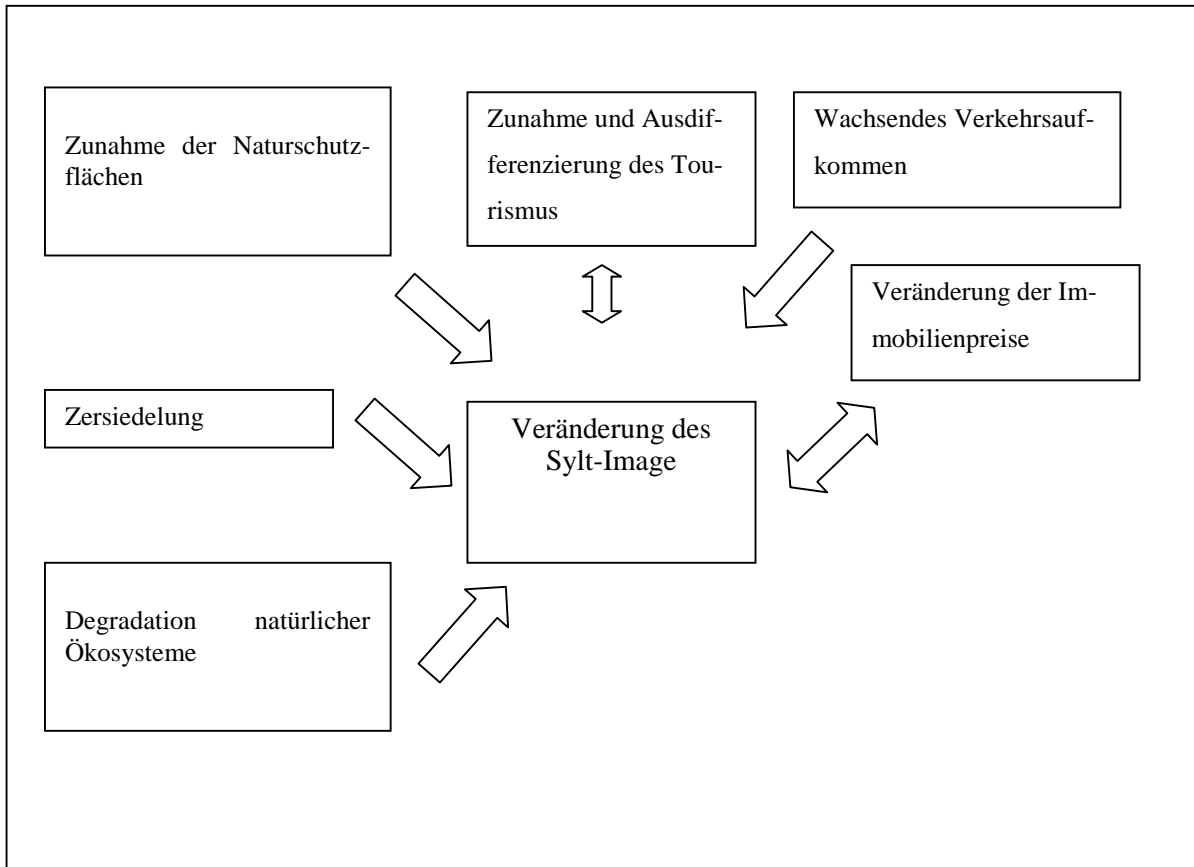 Zunahme der Naturschutz-
flächen
Zunahme und Ausdif-
ferenzierung des Tou-
rismus
Wachsendes Verkehrsauf-
kommen
Veränderung der Im-
mobilienpreise
Zersiedelung
Veränderung des
Sylt-Image
Degradation natürlicher
Ökosysteme